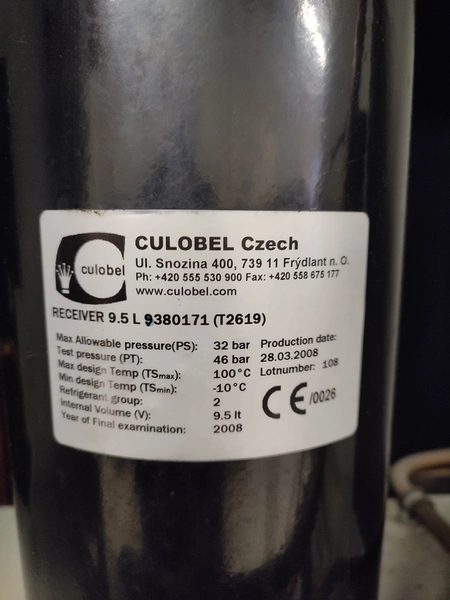 culobel
CULOBEL Czech
Ul. Snozina 400, 739 11 Frýdlant n. O.
Ph: +420 555 530 900 Fax: +420 558 675 177
www.culobel.com
RECEIVER 9.5 L 9380171 (T2619)
Max Allowable pressure(PS): 32 bar Production date:
Test pressure (PT): 46 bar 28.03.2008
Max design Temp (TSmax): 100°C Lotnumber: 108
Min design Temp (TSmin): -10°C
Refrigerant group: 2 CE/0026
Internal Volume (V): 9.5 lt
Year of Final examination: 2008